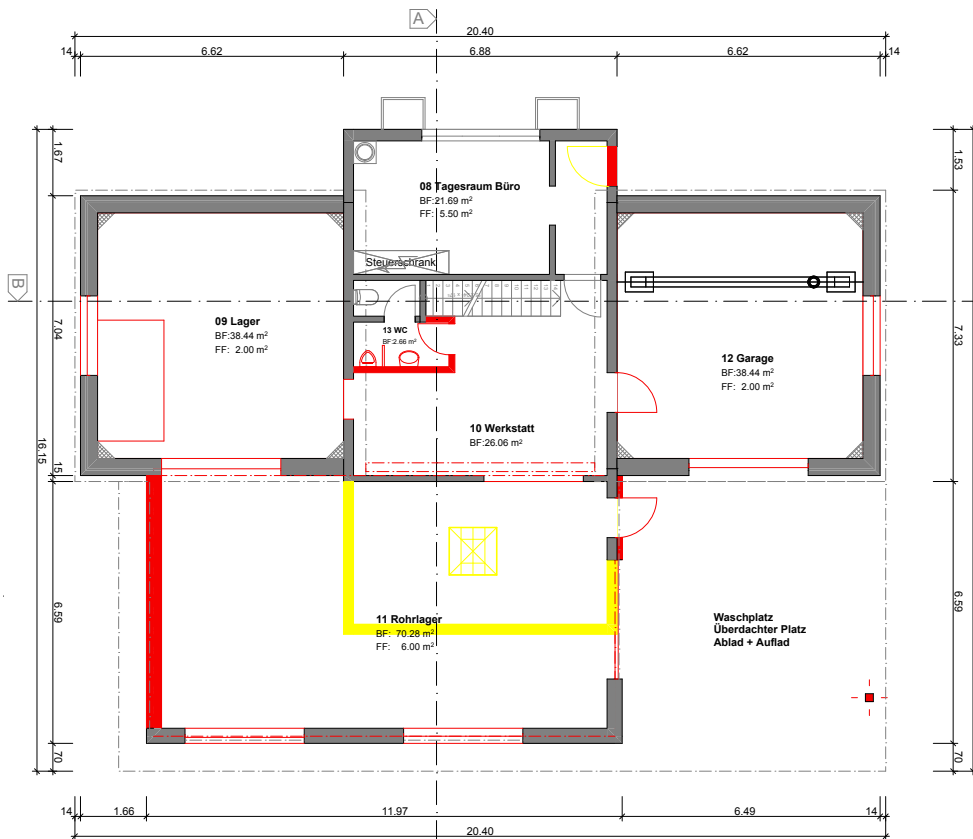 A
20.40
14
6.62
6.88
6.62
14
1.67
1.53
08 Tagesraum Büro
BF:21.69 m²
FF: 5.50 m²
Steuerschrank
B
09 Lager
BF:38.44 m²
FF: 2.00 m²
13 WC
BF:2.66 m²
12 Garage
BF:38.44 m²
FF: 2.00 m²
7.04
7.33
10 Werkstatt
BF:26.06 m²
16.15
15
6.59
6.59
11 Rohrlager
BF: 70.28 m²
FF: 6.00 m²
Waschplatz
Überdachter Platz
Ablad + Auflad
70
70
14
1.66
11.97
6.49
14
20.40